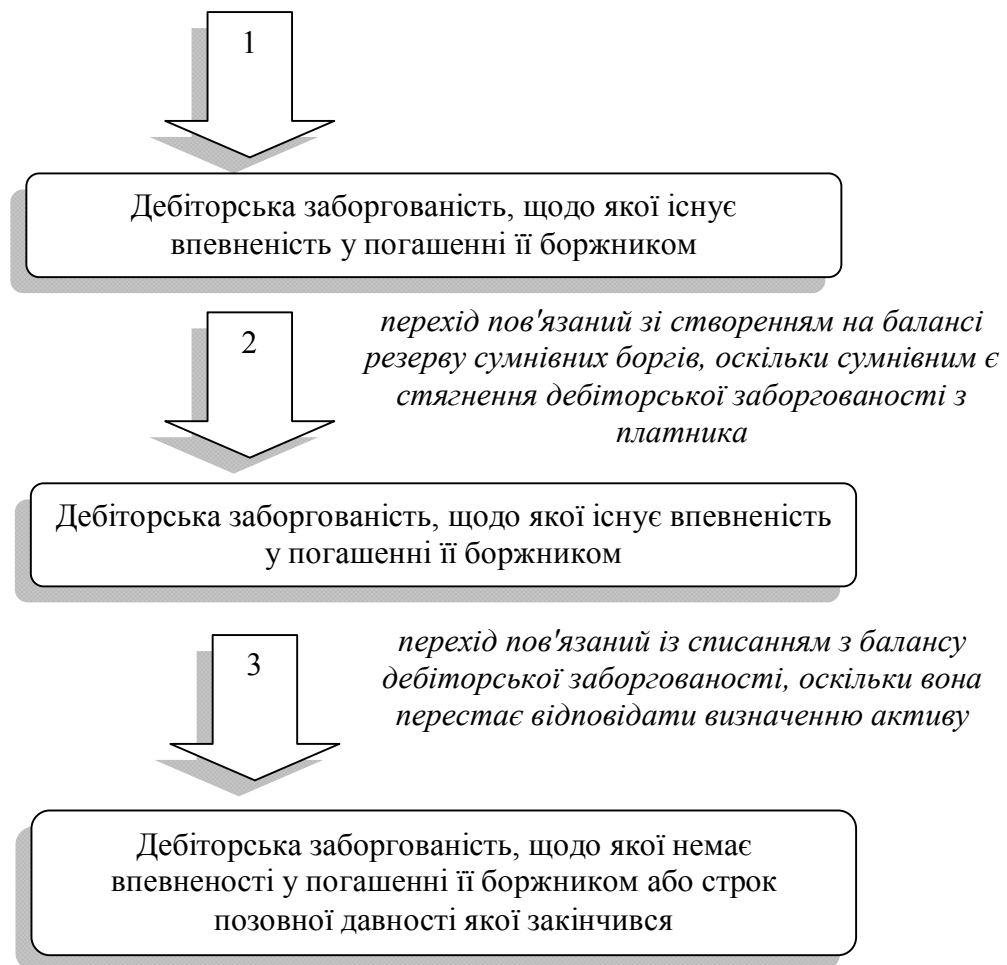 1
Дебіторська заборгованість, щодо якої існує
впевненість у погашенні її боржником
2
перехід пов'язаний зі створенням на балансі
резерву сумнівних боргів, оскільки сумнівним є
стягнення дебіторської заборгованості з
платника
Дебіторська заборгованість, щодо якої існує впевненість
у погашенні її боржником
3
перехід пов'язаний із списанням з балансу
дебіторської заборгованості, оскільки вона
перестає відповідати визначенню активу
Дебіторська заборгованість, щодо якої немає
впевненості у погашенні її боржником або строк
позовної давності якої закінчився